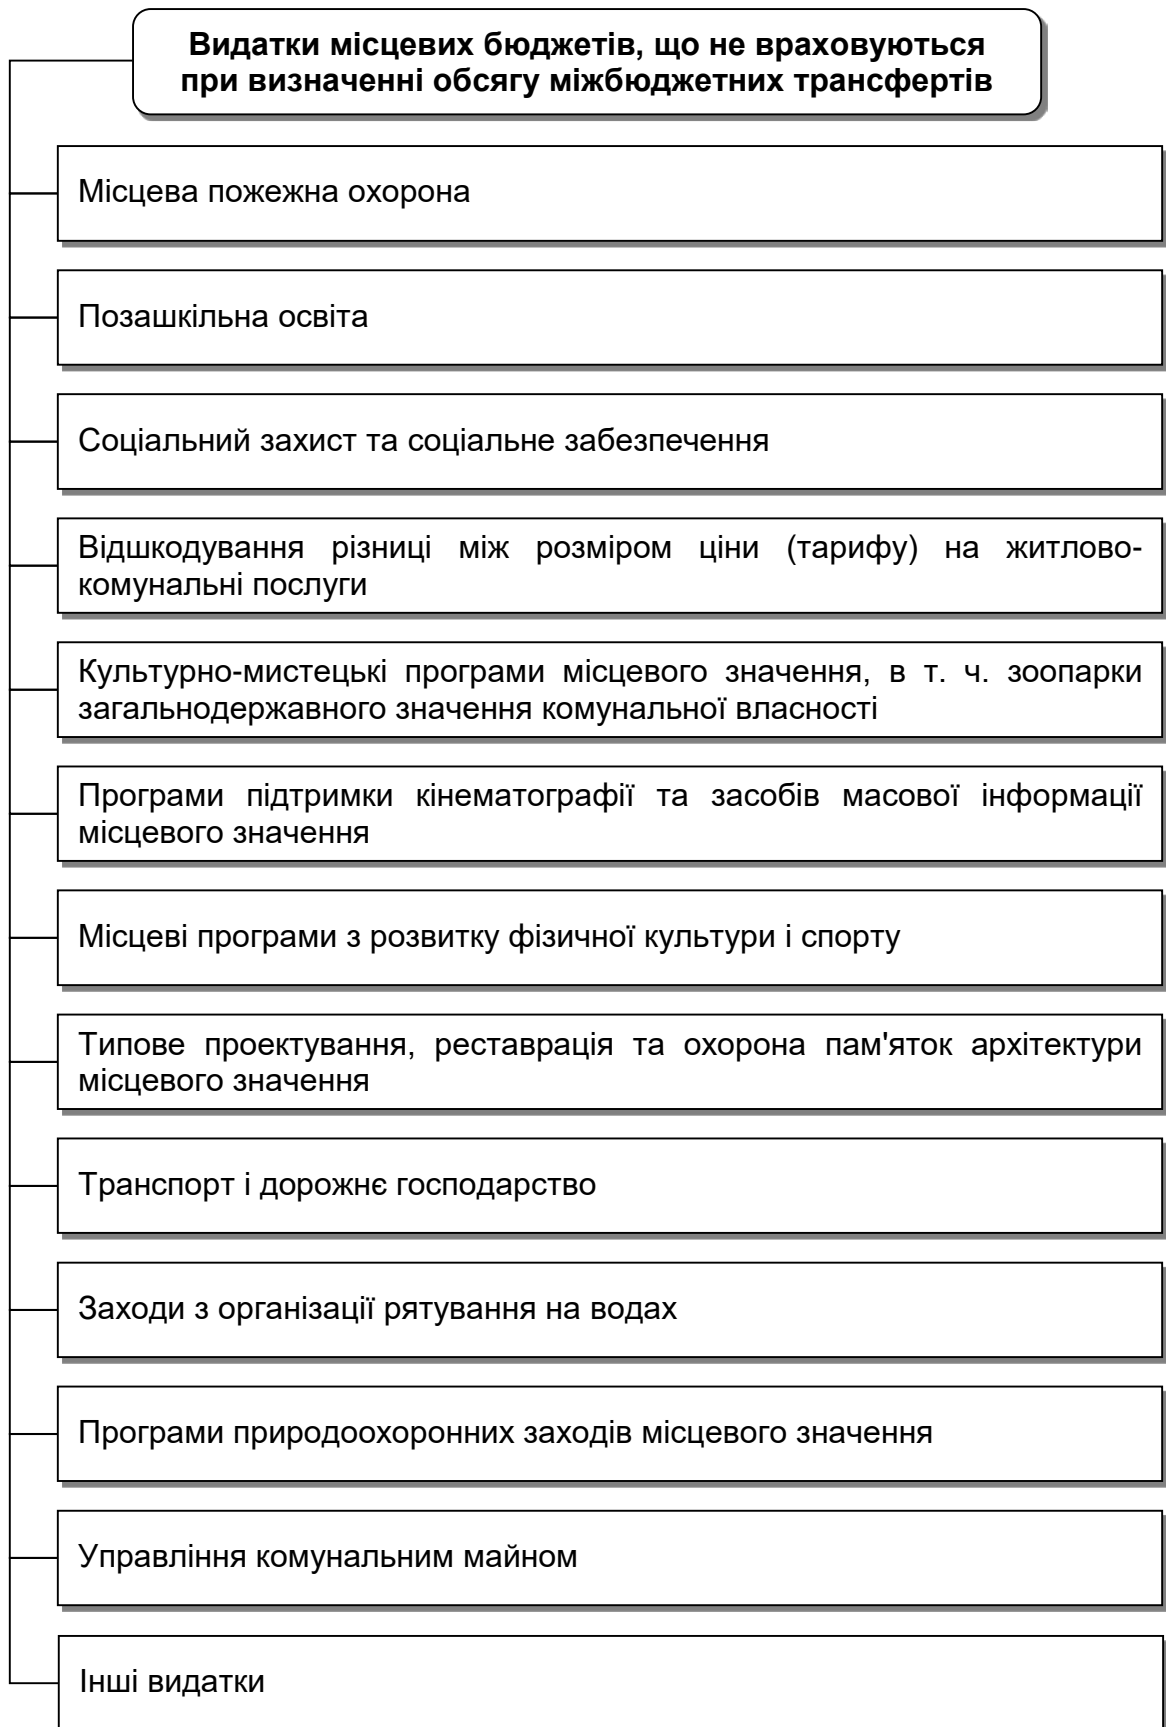 Видатки місцевих бюджетів, що не враховуються
при визначенні обсягу міжбюджетних трансфертів
Місцева пожежна охорона
Позашкільна освіта
Соціальний захист та соціальне забезпечення
Відшкодування різниці між розміром ціни (тарифу) на житлово-
комунальні послуги
Культурно-мистецькі програми місцевого значення, в т. ч. зоопарки
загальнодержавного значення комунальної власності
Програми підтримки кінематографії та засобів масової інформації
місцевого значення
Місцеві програми з розвитку фізичної культури і спорту
Типове проектування, реставрація та охорона пам'яток архітектури
місцевого значення
Транспорт і дорожнє господарство
Заходи з організації рятування на водах
Програми природоохоронних заходів місцевого значення
Управління комунальним майном
Інші видатки